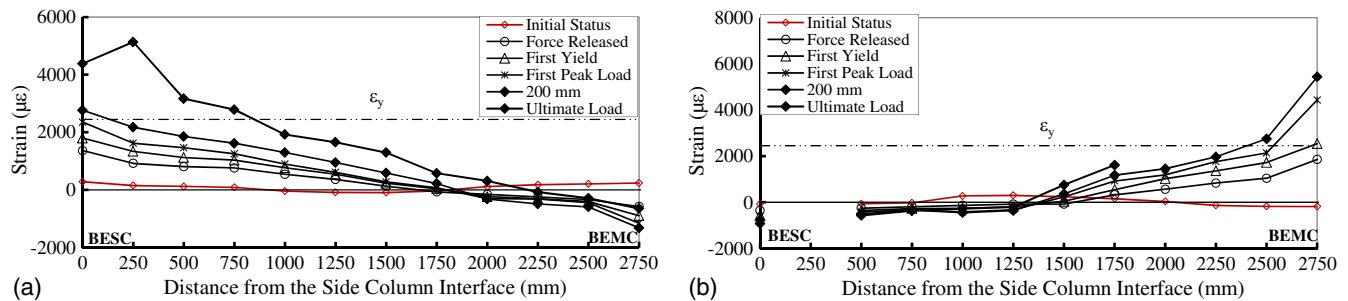 6000
4000
2000
0
-2000
Strain (με)
Initial Status
Force Released
First Yield
First Peak Load
200 mm
Ultimate Load
εy
BESC
BEMC
0 250 500 750 1000 1250 1500 1750 2000 2250 2500 2750
(a)
Distance from the Side Column Interface (mm)
8000
6000
4000
2000
0
-2000
Strain (με)
Initial Status
Force Released
First Yield
First Peak Load
200 mm
Ultimate Load
εy
BESC
BEMC
0 250 500 750 1000 1250 1500 1750 2000 2250 2500 2750
(b)
Distance from the Side Column Interface (mm)